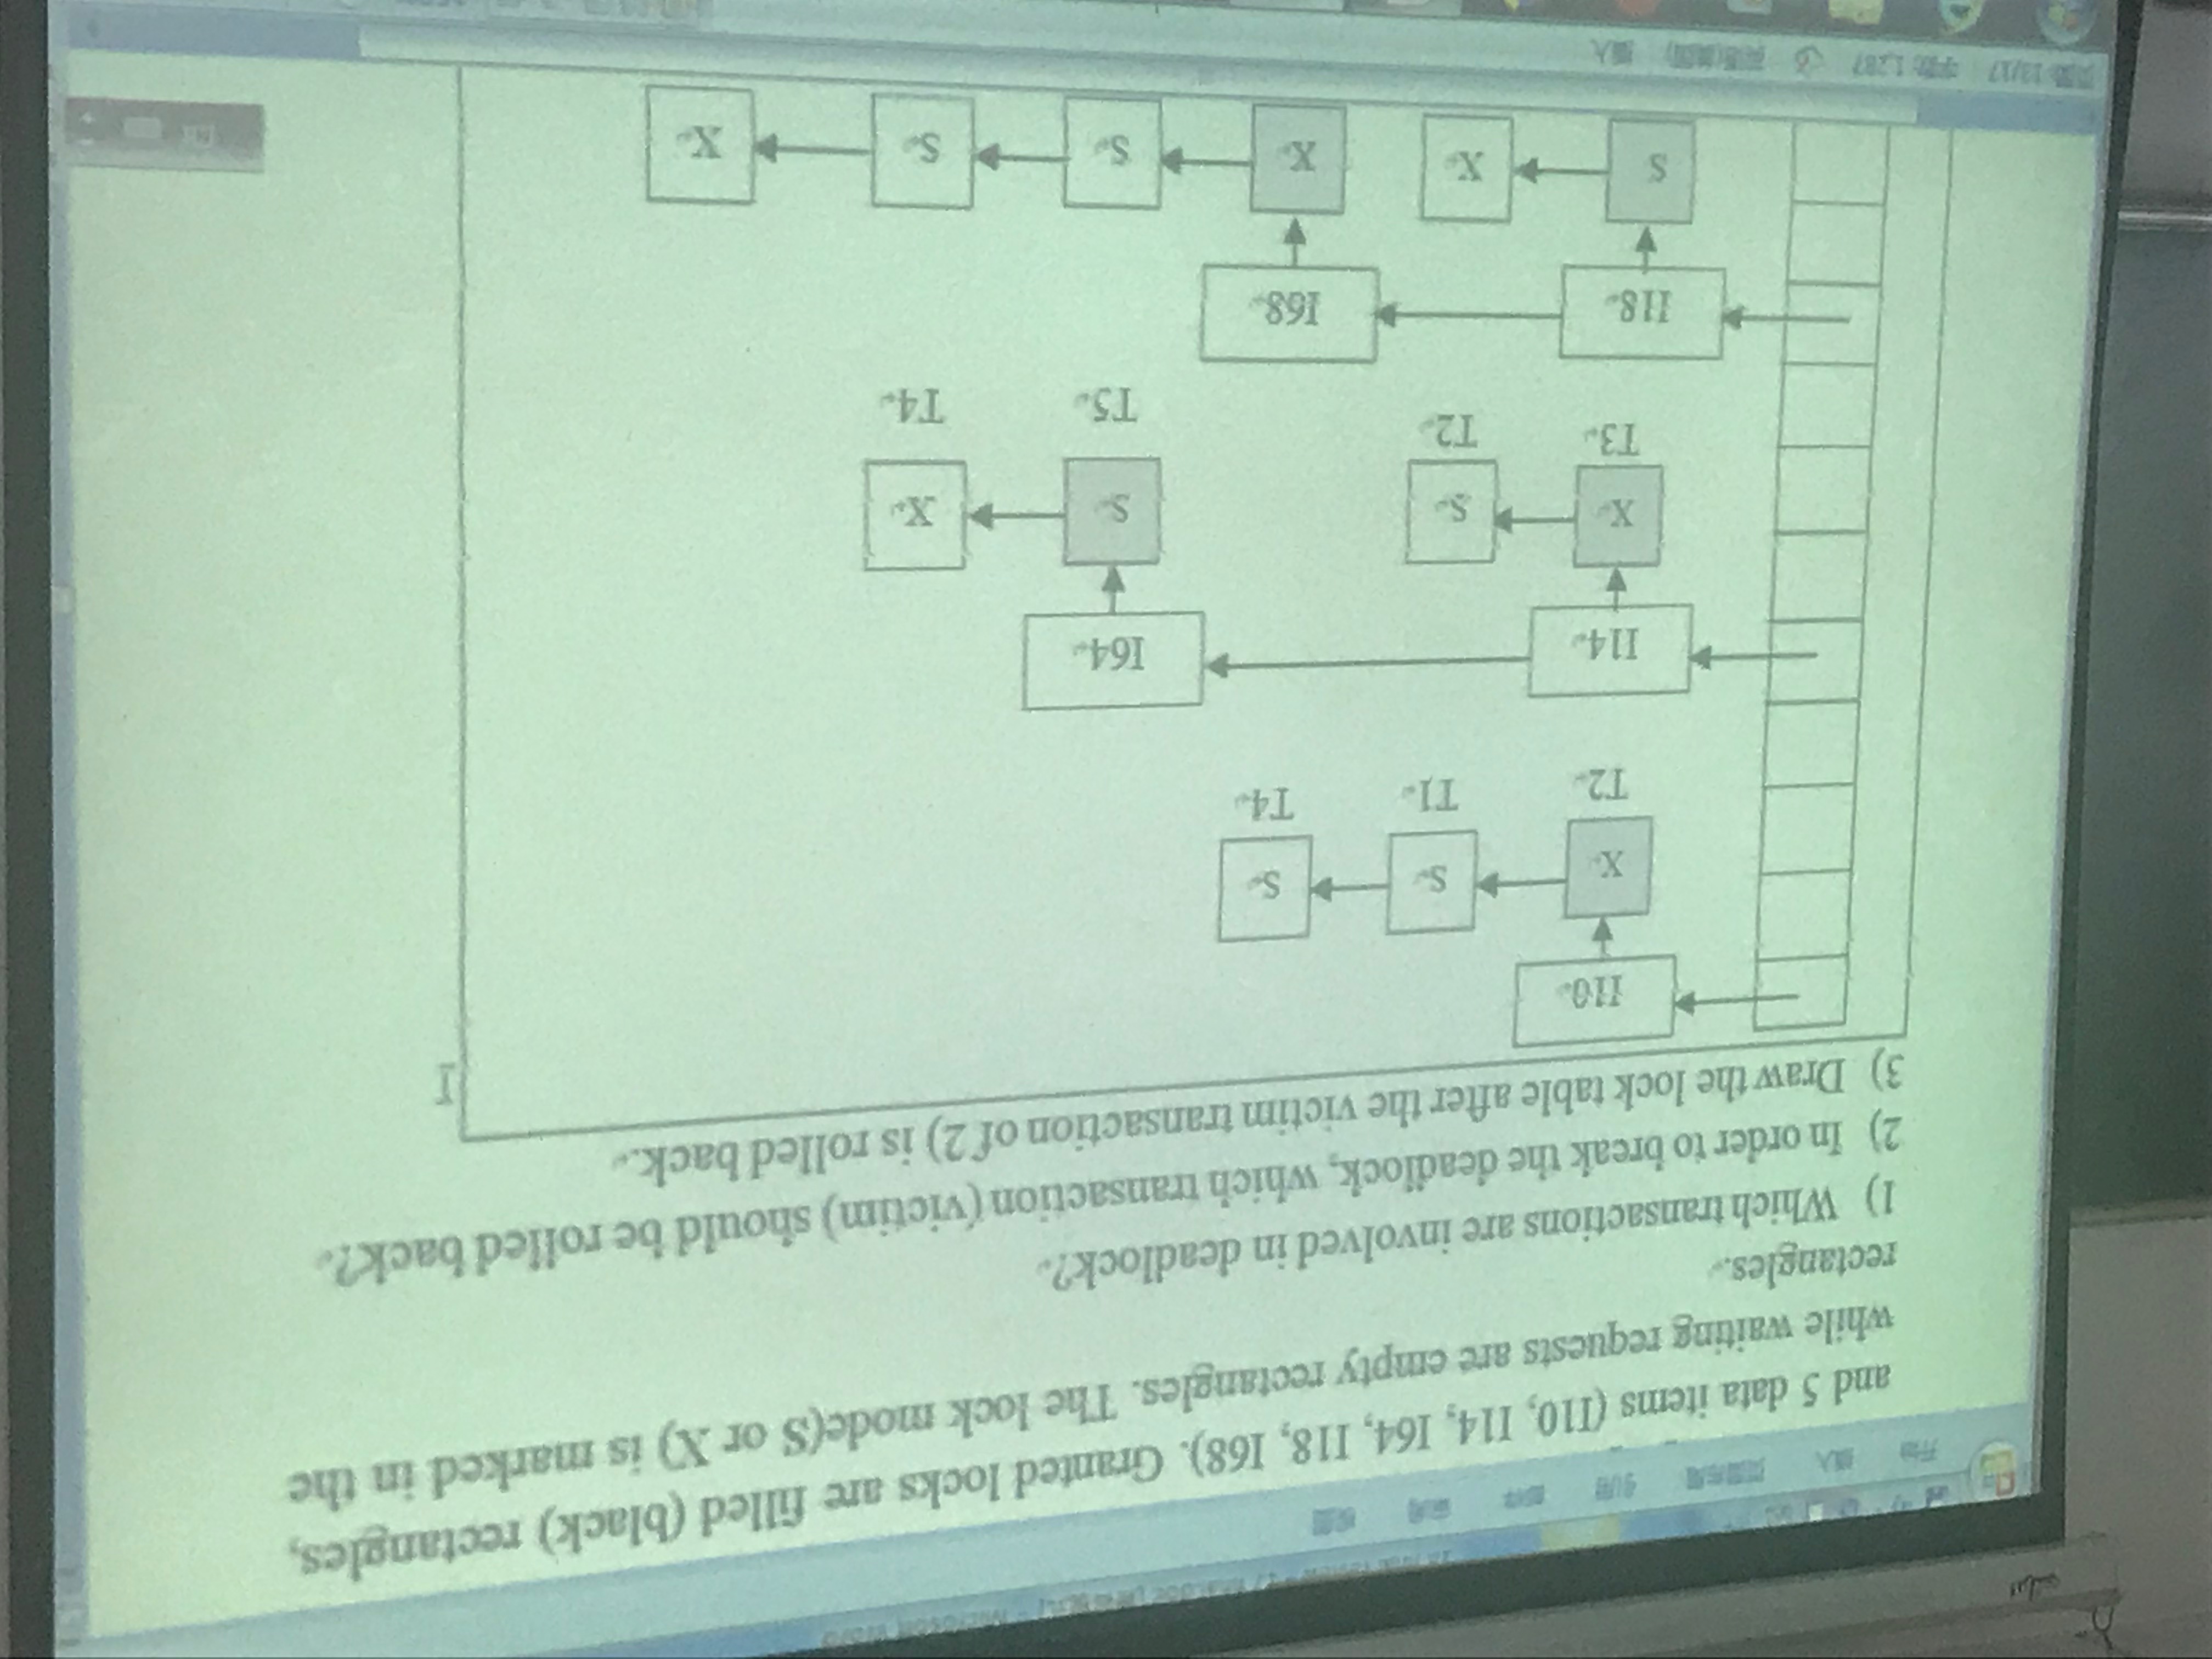 开始 插入 页面布局 引用 邮件 审阅 视图
and 5 data items (I10, I14, I64, I18, I68). Granted locks are filled (black) rectangles,
while waiting requests are empty rectangles. The lock mode(S or X) is marked in the
rectangles.
1) Which transactions are involved in deadlock?
2) In order to break the deadlock, which transaction (victim) should be rolled back?
3) Draw the lock table after the victim transaction of 2) is rolled back.
I10
X S S
T2 T1 T4
I14 I64
X S S X
T3 T2 T5 T4
I18 I68
S X X S S X
页面: 13/17 字数: 1,287 英语(美国) 插入